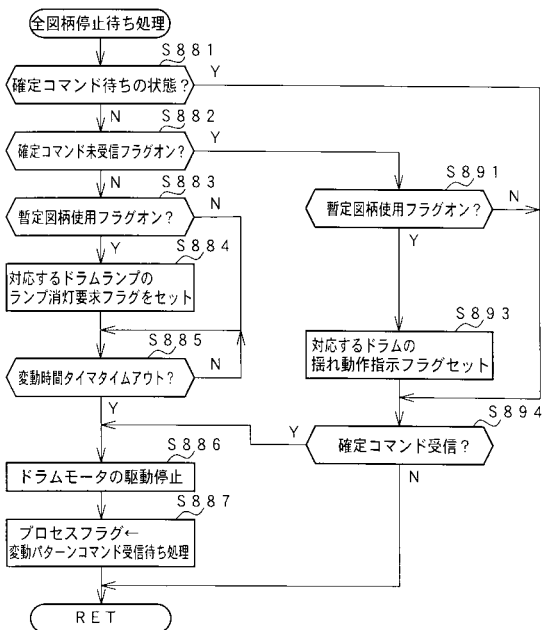 全図柄停止待ち処理
S881
確定コマンド待ちの状態？
Y
N
S882
確定コマンド未受信フラグオン？
Y
N
S883
暫定図柄使用フラグオン？
N
Y
S884
対応するドラムランプの
ランプ消灯要求フラグをセット
S885
変動時間タイマタイムアウト？
N
Y
S886
ドラムモータの駆動停止
S887
プロセスフラグ←
変動パターンコマンド受信待ち処理
RET
S891
暫定図柄使用フラグオン？
N
Y
S893
対応するドラムの
揺れ動作指示フラグセット
S894
確定コマンド受信？
Y
N